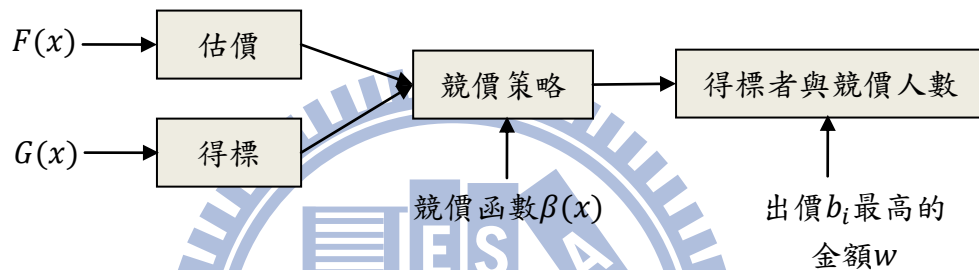 F(x)
估價
競價策略
得標者與競價人數
G(x)
得標
競價函數β(x)
出價b_i最高的
金額w
ESA